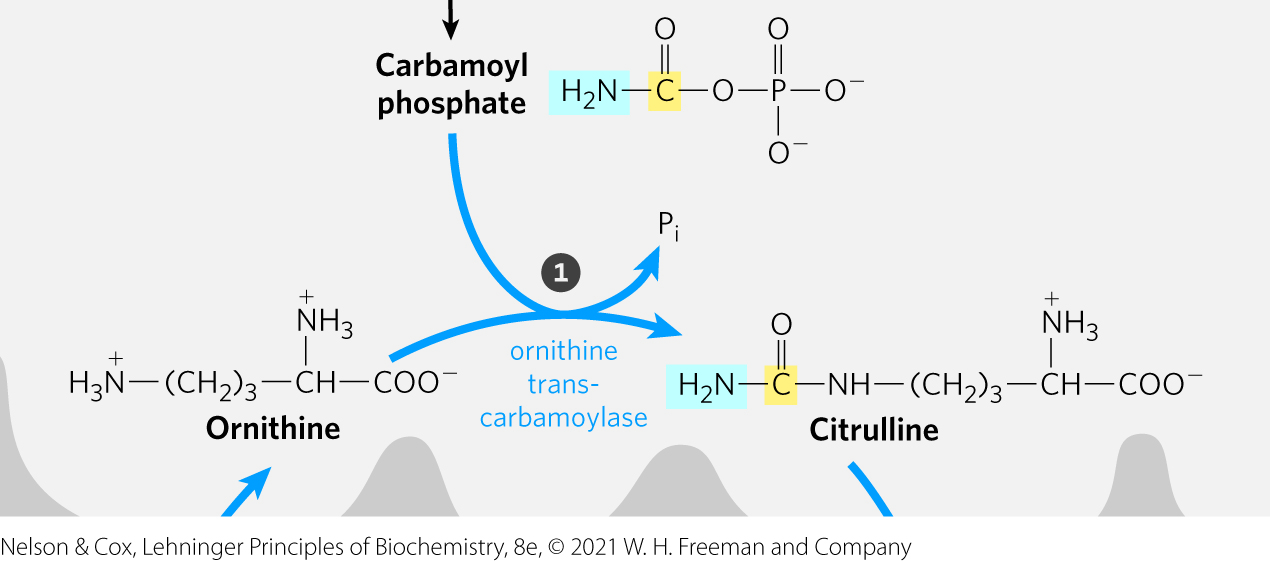 Carbamoyl
phosphate
O
O
H₂N—C—O—P—O⁻
O⁻
Pᵢ
1
ornithine
trans-
carbamoylase
+
NH₃
+
H₃N—(CH₂)₃—CH—COO⁻
Ornithine
O
+
NH₃
H₂N—C—NH—(CH₂)₃—CH—COO⁻
Citrulline
Nelson & Cox, Lehninger Principles of Biochemistry, 8e, © 2021 W. H. Freeman and Company